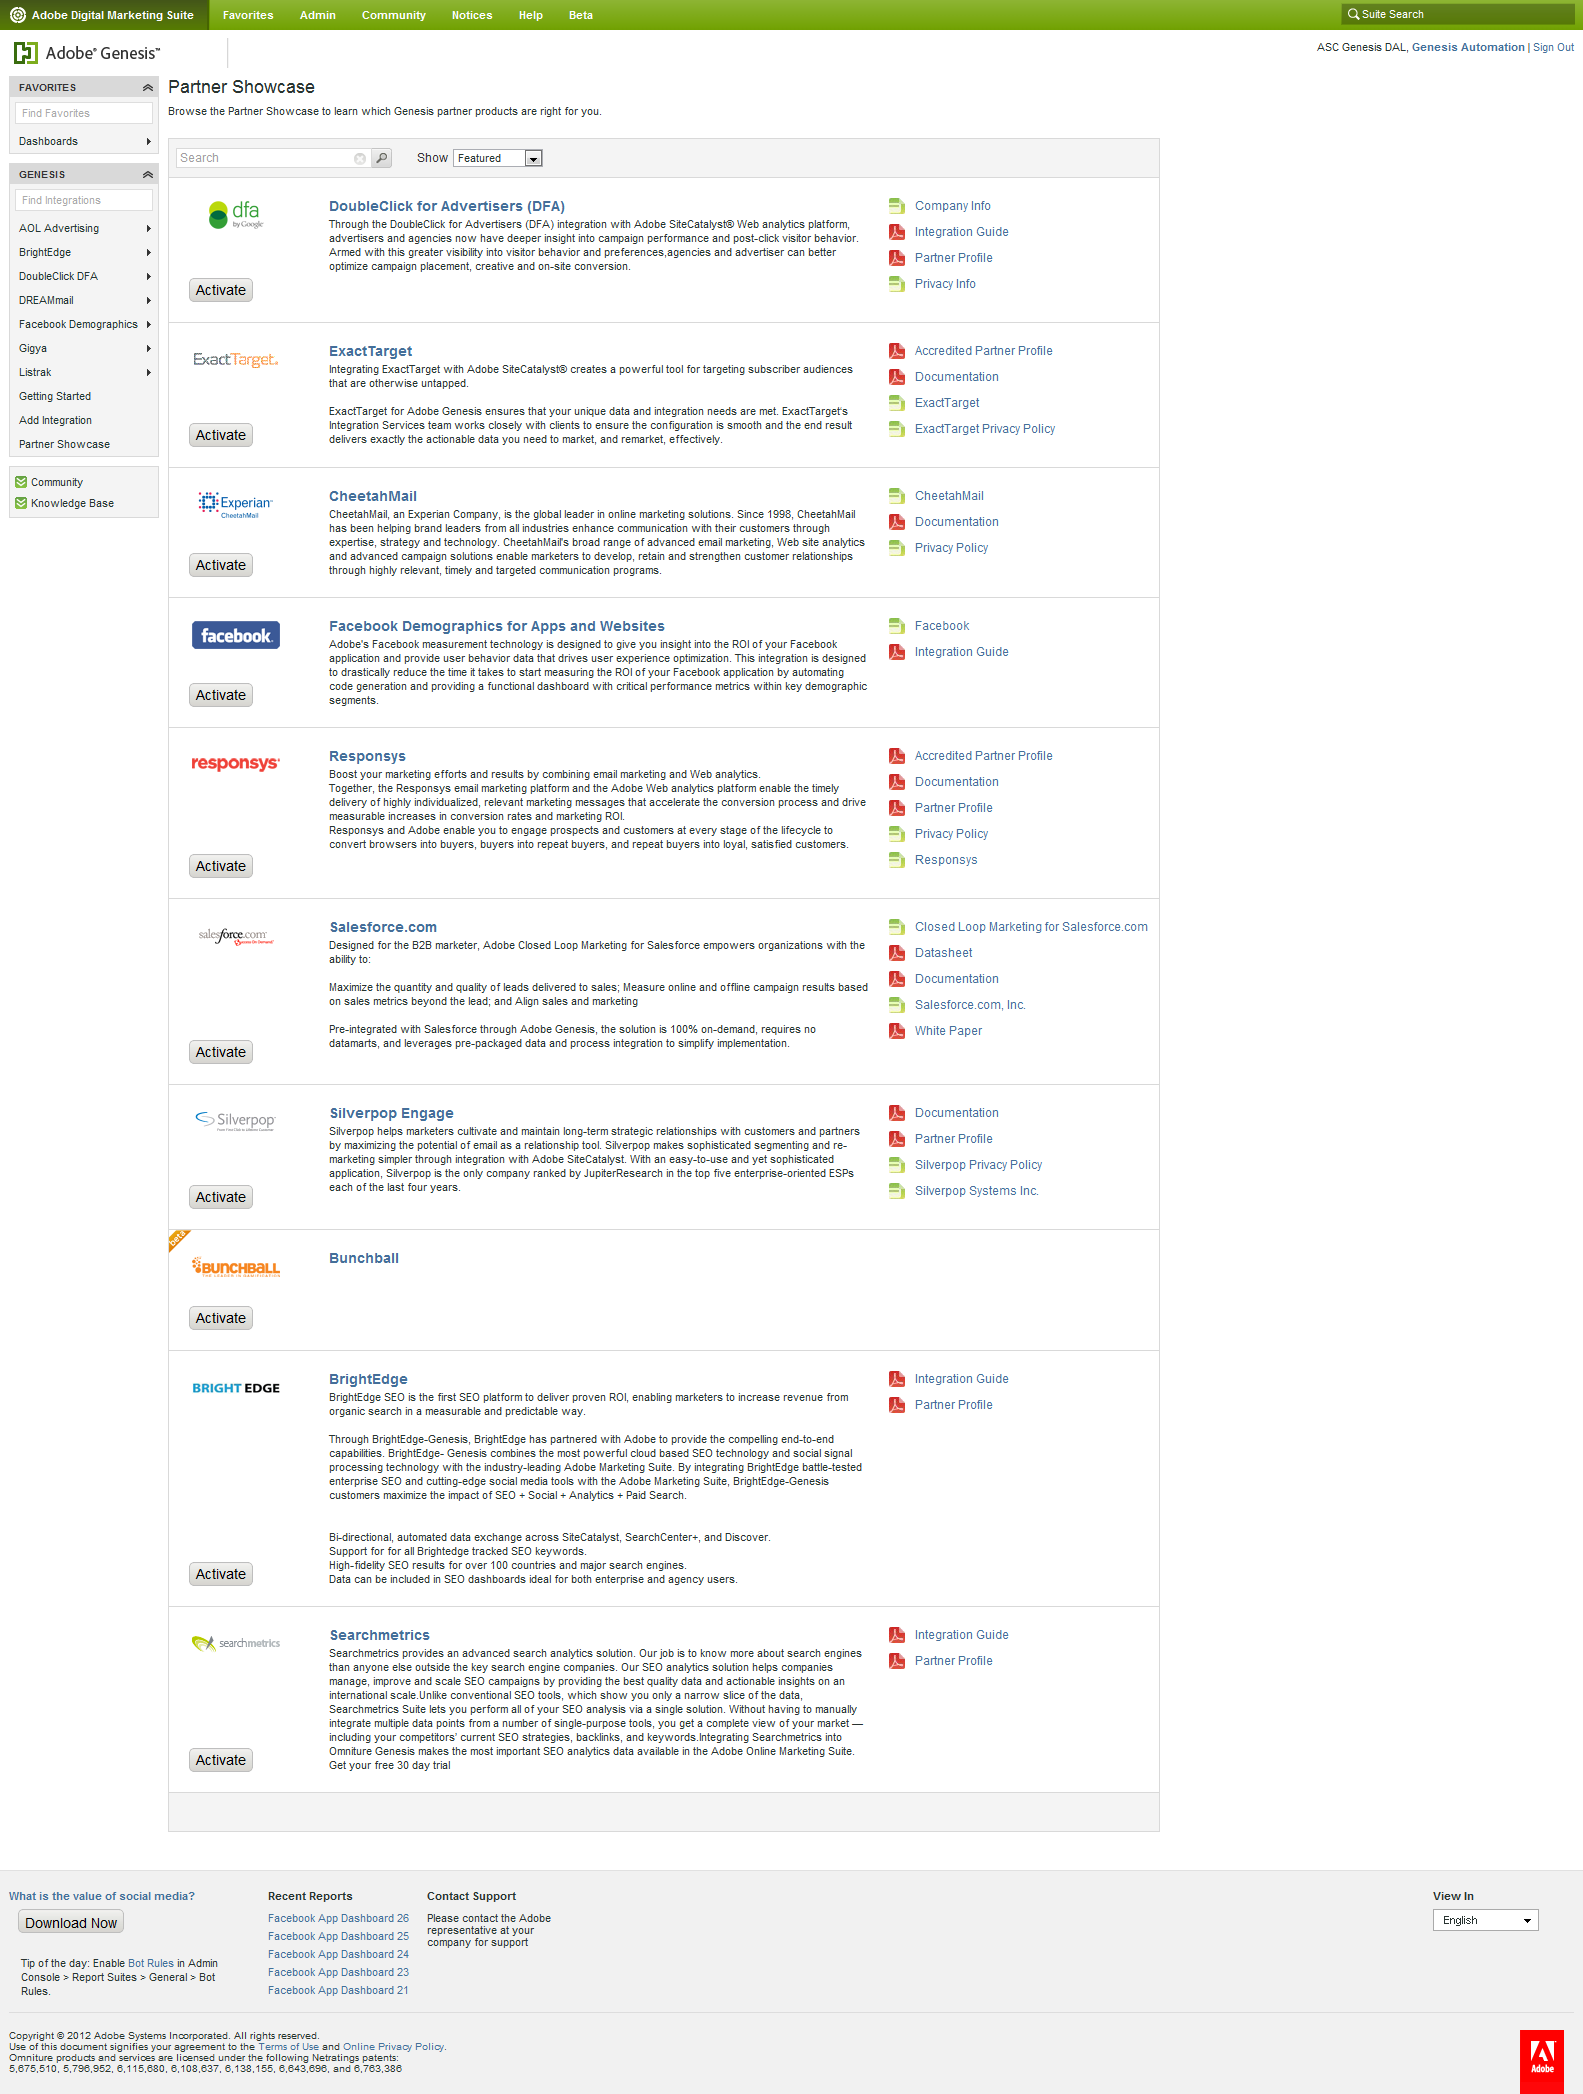 Adobe Digital Marketing Suite Favorites Admin Community Notices Help Beta Suite Search
Adobe® Genesis™
ASC Genesis DAL, Genesis Automation | Sign Out
FAVORITES
Find Favorites
Dashboards
GENESIS
Find Integrations
AOL Advertising
BrightEdge
DoubleClick DFA
DREAMmail
Facebook Demographics
Gigya
Listrak
Getting Started
Add Integration
Partner Showcase
Community
Knowledge Base
Partner Showcase
Browse the Partner Showcase to learn which Genesis partner products are right for you.
Search Show Featured
dfa
by Google
Activate
DoubleClick for Advertisers (DFA)
Through the DoubleClick for Advertisers (DFA) integration with Adobe SiteCatalyst® Web analytics platform,
advertisers and agencies now have deeper insight into campaign performance and post-click visitor behavior.
Armed with this greater visibility into visitor behavior and preferences,agencies and advertiser can better
optimize campaign placement, creative and on-site conversion.
Company Info
Integration Guide
Partner Profile
Privacy Info
ExactTarget.
Activate
ExactTarget
Integrating ExactTarget with Adobe SiteCatalyst® creates a powerful tool for targeting subscriber audiences
that are otherwise untapped.
ExactTarget for Adobe Genesis ensures that your unique data and integration needs are met. ExactTarget's
Integration Services team works closely with clients to ensure the configuration is smooth and the end result
delivers exactly the actionable data you need to market, and remarket, effectively.
Accredited Partner Profile
Documentation
ExactTarget
ExactTarget Privacy Policy
Experian™
CheetahMail
Activate
CheetahMail
CheetahMail, an Experian Company, is the global leader in online marketing solutions. Since 1998, CheetahMail
has been helping brand leaders from all industries enhance communication with their customers through
expertise, strategy and technology. CheetahMail's broad range of advanced email marketing, Web site analytics
and advanced campaign solutions enable marketers to develop, retain and strengthen customer relationships
through highly relevant, timely and targeted communication programs.
CheetahMail
Documentation
Privacy Policy
facebook.
Activate
Facebook Demographics for Apps and Websites
Adobe's Facebook measurement technology is designed to give you insight into the ROI of your Facebook
application and provide user behavior data that drives user experience optimization. This integration is designed
to drastically reduce the time it takes to start measuring the ROI of your Facebook application by automating
code generation and providing a functional dashboard with critical performance metrics within key demographic
segments.
Facebook
Integration Guide
responsys
Activate
Responsys
Boost your marketing efforts and results by combining email marketing and Web analytics.
Together, the Responsys email marketing platform and the Adobe Web analytics platform enable the timely
delivery of highly individualized, relevant marketing messages that accelerate the conversion process and drive
measurable increases in conversion rates and marketing ROI.
Responsys and Adobe enable you to engage prospects and customers at every stage of the lifecycle to
convert browsers into buyers, buyers into repeat buyers, and repeat buyers into loyal, satisfied customers.
Accredited Partner Profile
Documentation
Partner Profile
Privacy Policy
Responsys
salesforce.com
Success On Demand
Activate
Salesforce.com
Designed for the B2B marketer, Adobe Closed Loop Marketing for Salesforce empowers organizations with the
ability to:
Maximize the quantity and quality of leads delivered to sales; Measure online and offline campaign results based
on sales metrics beyond the lead; and Align sales and marketing
Pre-integrated with Salesforce through Adobe Genesis, the solution is 100% on-demand, requires no
datamarts, and leverages pre-packaged data and process integration to simplify implementation.
Closed Loop Marketing for Salesforce.com
Datasheet
Documentation
Salesforce.com, Inc.
White Paper
Silverpop
Activate
Silverpop Engage
Silverpop helps marketers cultivate and maintain long-term strategic relationships with customers and partners
by maximizing the potential of email as a relationship tool. Silverpop makes sophisticated segmenting and re-
marketing simpler through integration with Adobe SiteCatalyst. With an easy-to-use and yet sophisticated
application, Silverpop is the only company ranked by JupiterResearch in the top five enterprise-oriented ESPs
each of the last four years.
Documentation
Partner Profile
Silverpop Privacy Policy
Silverpop Systems Inc.
beta
BUNCHBALL
THE LEADER IN GAMIFICATION
Activate
Bunchball
BRIGHT EDGE
Activate
BrightEdge
BrightEdge SEO is the first SEO platform to deliver proven ROI, enabling marketers to increase revenue from
organic search in a measurable and predictable way.
Through BrightEdge-Genesis, BrightEdge has partnered with Adobe to provide the compelling end-to-end
capabilities. BrightEdge- Genesis combines the most powerful cloud based SEO technology and social signal
processing technology with the industry-leading Adobe Marketing Suite. By integrating BrightEdge battle-tested
enterprise SEO and cutting-edge social media tools with the Adobe Marketing Suite, BrightEdge-Genesis
customers maximize the impact of SEO + Social + Analytics + Paid Search.
Bi-directional, automated data exchange across SiteCatalyst, SearchCenter+, and Discover.
Support for for all Brightedge tracked SEO keywords.
High-fidelity SEO results for over 100 countries and major search engines.
Data can be included in SEO dashboards ideal for both enterprise and agency users.
Integration Guide
Partner Profile
searchmetrics
Activate
Searchmetrics
Searchmetrics provides an advanced search analytics solution. Our job is to know more about search engines
than anyone else outside the key search engine companies. Our SEO analytics solution helps companies
manage, improve and scale SEO campaigns by providing the best quality data and actionable insights on an
international scale.Unlike conventional SEO tools, which show you only a narrow slice of the data,
Searchmetrics Suite lets you perform all of your SEO analysis via a single solution. Without having to manually
integrate multiple data points from a number of single-purpose tools, you get a complete view of your market —
including your competitors' current SEO strategies, backlinks, and keywords.Integrating Searchmetrics into
Omniture Genesis makes the most important SEO analytics data available in the Adobe Online Marketing Suite.
Get your free 30 day trial
Integration Guide
Partner Profile
What is the value of social media?
Download Now
Tip of the day: Enable Bot Rules in Admin
Console > Report Suites > General > Bot
Rules.
Recent Reports
Facebook App Dashboard 26
Facebook App Dashboard 25
Facebook App Dashboard 24
Facebook App Dashboard 23
Facebook App Dashboard 21
Contact Support
Please contact the Adobe
representative at your
company for support
View In
English
Copyright © 2012 Adobe Systems Incorporated. All rights reserved.
Use of this document signifies your agreement to the Terms of Use and Online Privacy Policy.
Omniture products and services are licensed under the following Netratings patents:
5,675,510, 5,796,952, 6,115,680, 6,108,637, 6,138,155, 6,643,696, and 6,763,386
Adobe